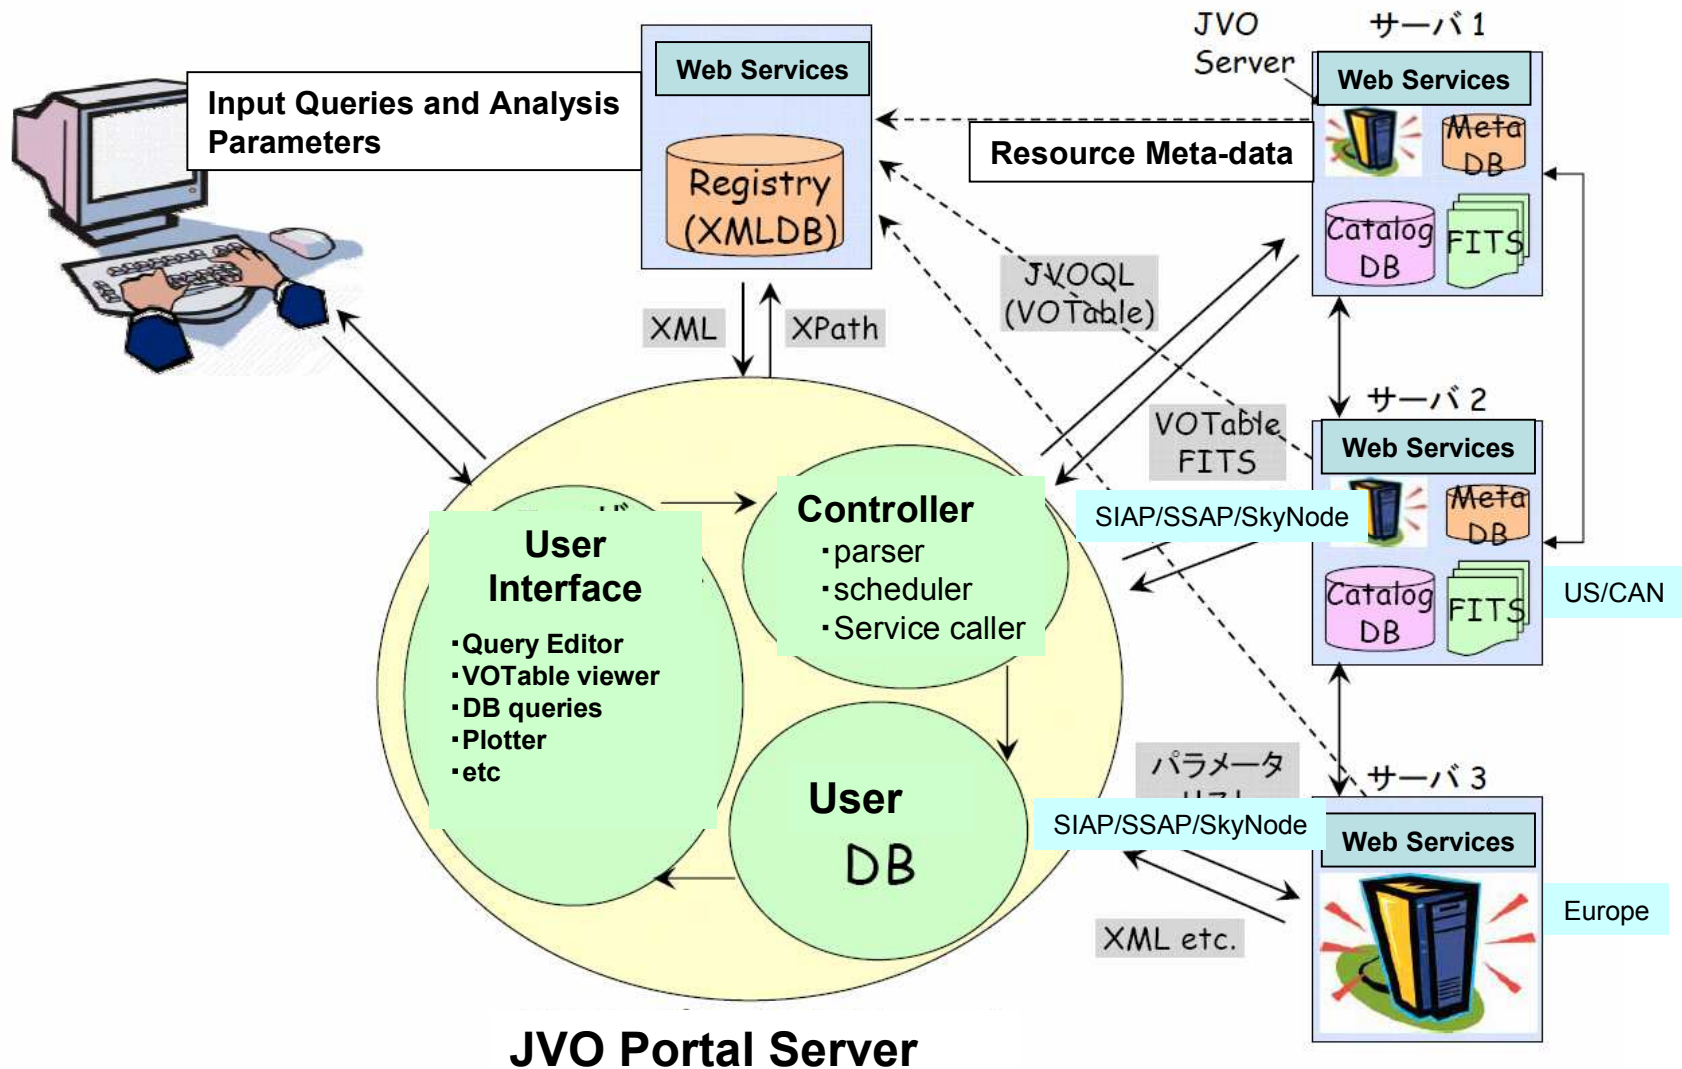 Input Queries and Analysis
Parameters
Web Services
Registry
(XMLDB)
JVO
Server
サーバ 1
Web Services
Meta
DB
Catalog
DB
FITS
Resource Meta-data
XML
XPath
JVOQL
(VOTable)
VOTable
FITS
サーバ 2
Web Services
Meta
DB
Catalog
DB
FITS
SIAP/SSAP/SkyNode
US/CAN
User
Interface
・Query Editor
・VOTable viewer
・DB queries
・Plotter
・etc
Controller
・parser
・scheduler
・Service caller
User
DB
パラメータ
SIAP/SSAP/SkyNode
XML etc.
サーバ 3
Web Services
Europe
JVO Portal Server